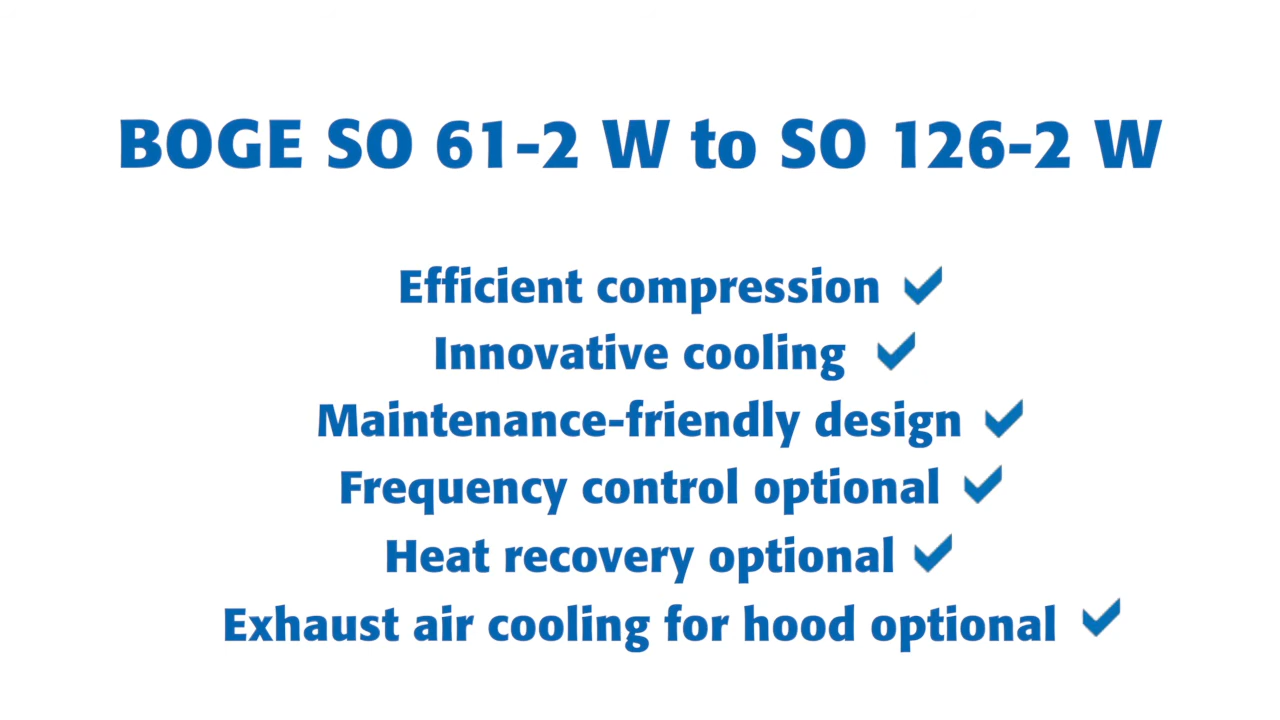 BOGE SO 61-2 W to SO 126-2 W
Efficient compression
Innovative cooling
Maintenance-friendly design
Frequency control optional
Heat recovery optional
Exhaust air cooling for hood optional